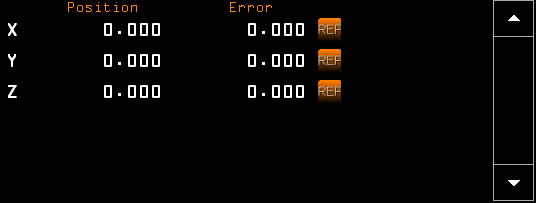 Position Error
X 0.000 0.000 REF
Y 0.000 0.000 REF
Z 0.000 0.000 REF